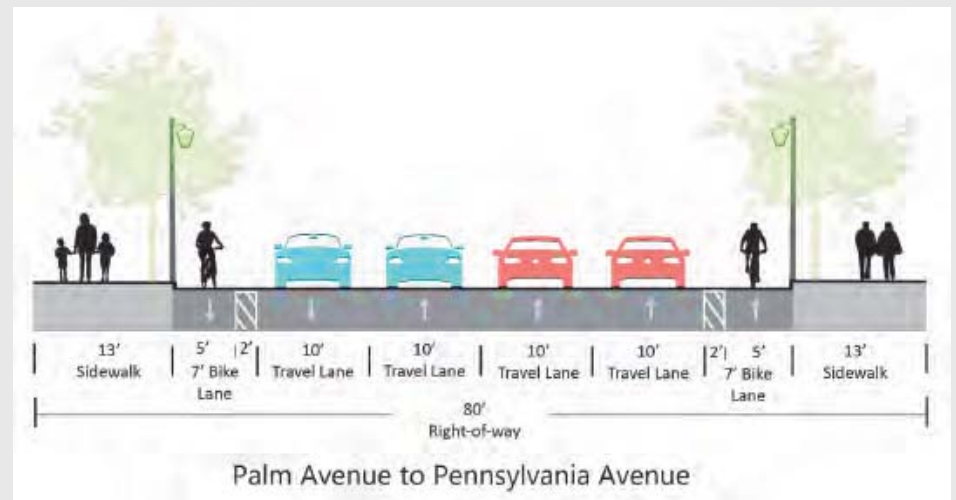 13' 5' 2' 10' 10' 10' 10' 2' 5' 13'
Sidewalk 7' Bike Travel Lane Travel Lane Travel Lane Travel Lane 7' Bike Sidewalk
Lane Lane
80'
Right-of-way
Palm Avenue to Pennsylvania Avenue